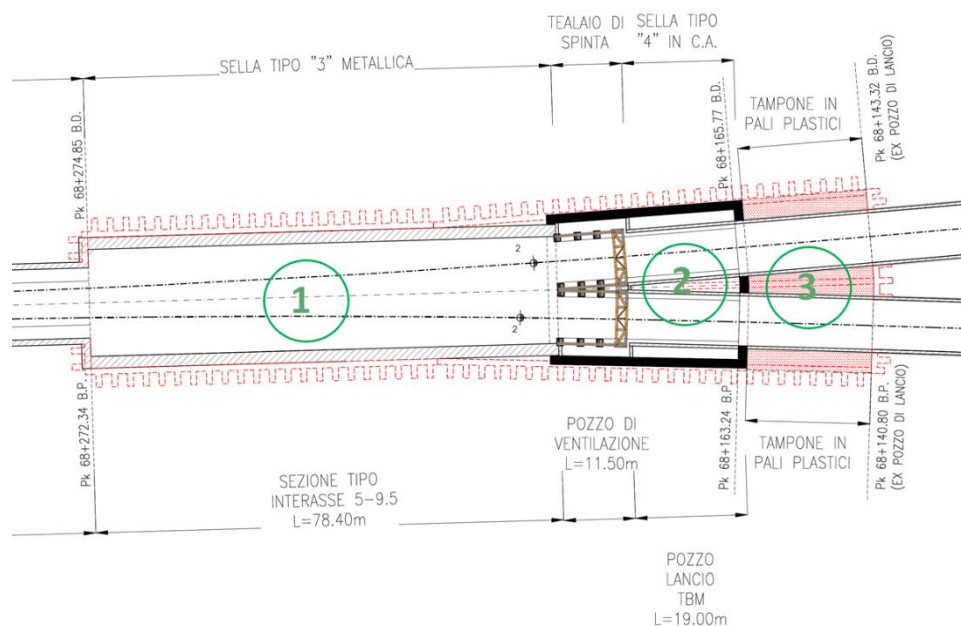 TEALAIO DI
SPINTA
SELLA TIPO
"4" IN C.A.
SELLA TIPO "3" METALLICA
TAMPONE IN
PALI PLASTICI
Pk 68+274.85 B.D.
Pk 68+165.77 B.D.
Pk 68+143.32 B.D.
(EX POZZO DI LANCIO)
2
1
2
3
2
Pk 68+272.34 B.P.
Pk 68+163.24 B.P.
Pk 68+140.80 B.P.
(EX POZZO DI LANCIO)
POZZO DI
VENTILAZIONE
L=11.50m
TAMPONE IN
PALI PLASTICI
SEZIONE TIPO
INTERASSE 5-9.5
L=78.40m
POZZO
LANCIO
TBM
L=19.00m